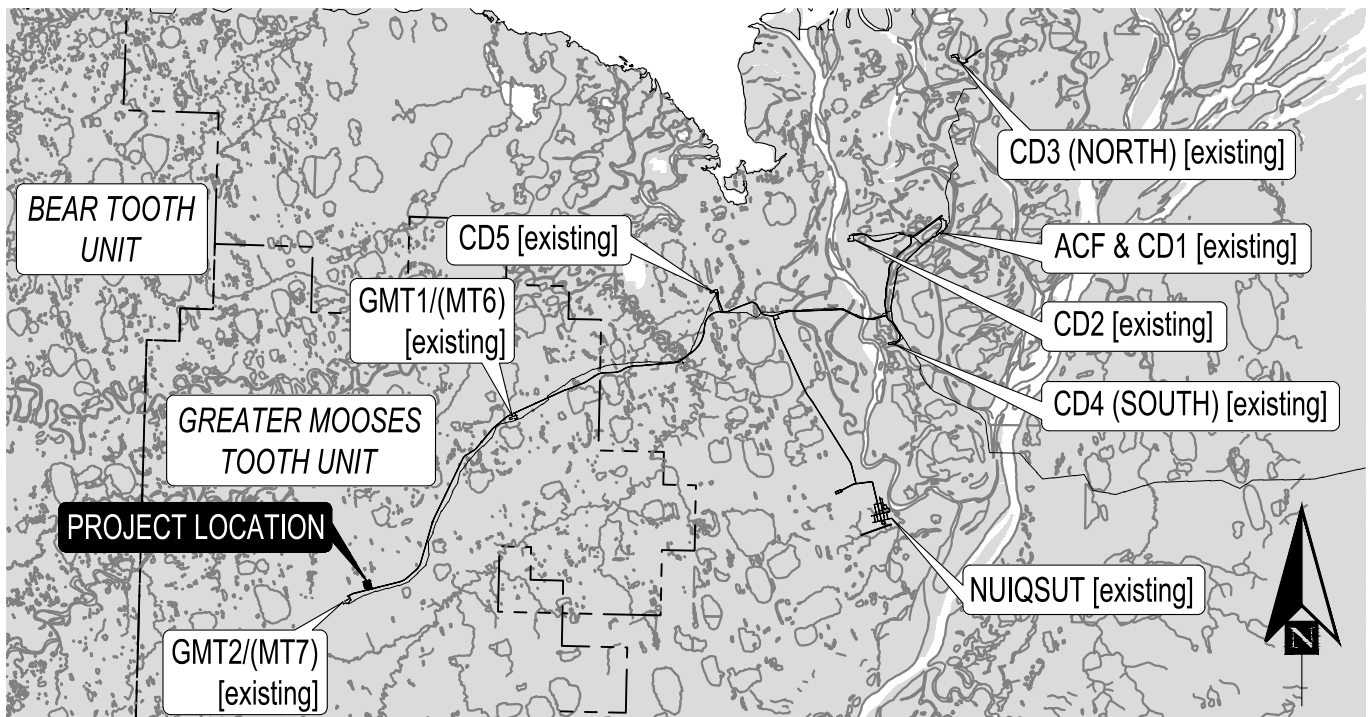 CD3 (NORTH) [existing]
BEAR TOOTH
UNIT
CD5 [existing]
ACF & CD1 [existing]
GMT1/(MT6)
[existing]
CD2 [existing]
CD4 (SOUTH) [existing]
GREATER MOOSES
TOOTH UNIT
PROJECT LOCATION
NUIQSUT [existing]
GMT2/(MT7)
[existing]
N